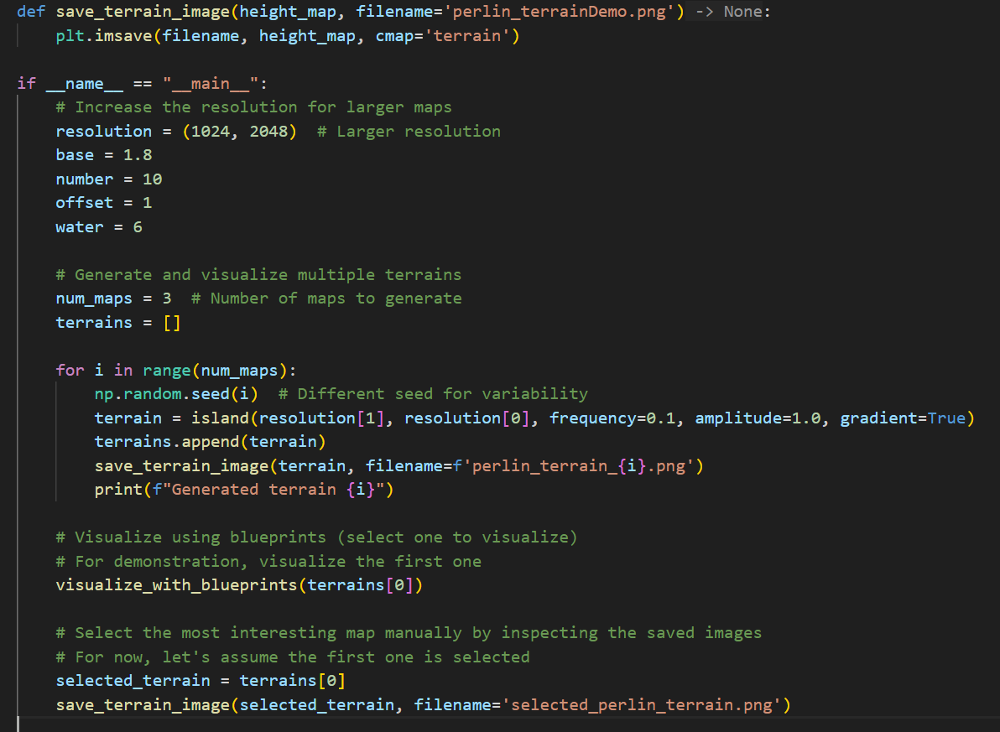 def save_terrain_image(height_map, filename='perlin_terrainDemo.png') -> None:
    plt.imsave(filename, height_map, cmap='terrain')

if __name__ == "__main__":
    # Increase the resolution for larger maps
    resolution = (1024, 2048)  # Larger resolution
    base = 1.8
    number = 10
    offset = 1
    water = 6

    # Generate and visualize multiple terrains
    num_maps = 3  # Number of maps to generate
    terrains = []

    for i in range(num_maps):
        np.random.seed(i)  # Different seed for variability
        terrain = island(resolution[1], resolution[0], frequency=0.1, amplitude=1.0, gradient=True)
        terrains.append(terrain)
        save_terrain_image(terrain, filename=f'perlin_terrain_{i}.png')
        print(f"Generated terrain {i}")

    # Visualize using blueprints (select one to visualize)
    # For demonstration, visualize the first one
    visualize_with_blueprints(terrains[0])

    # Select the most interesting map manually by inspecting the saved images
    # For now, let's assume the first one is selected
    selected_terrain = terrains[0]
    save_terrain_image(selected_terrain, filename='selected_perlin_terrain.png')